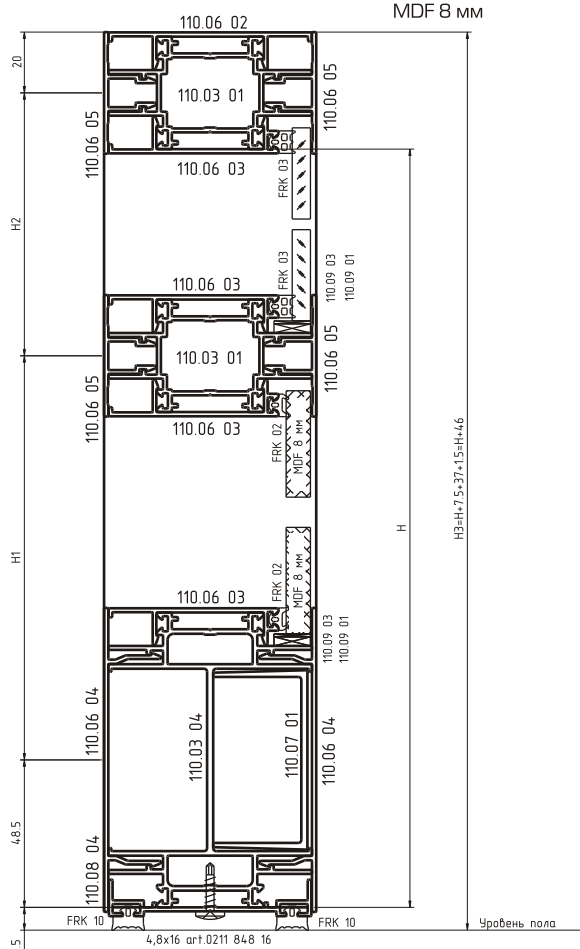 MDF 8 мм
110.06 02
20
110.03 01
110.06 05
110.06 05
FRK 03
110.06 03
H2
FRK 03
110.09 03
110.09 01
110.06 03
110.03 01
110.06 05
110.06 05
110.06 03
FRK 02
MDF 8 мм
H3=H+7.5+37+1.5=H+46
H
H1
FRK 02
MDF 8 мм
110.06 03
110.09 03
110.09 01
110.06 04
110.03 04
110.07 01
110.06 04
48.5
110.08 04
FRK 10
FRK 10
Уровень пола
5
4,8x16 art.0211 848 16